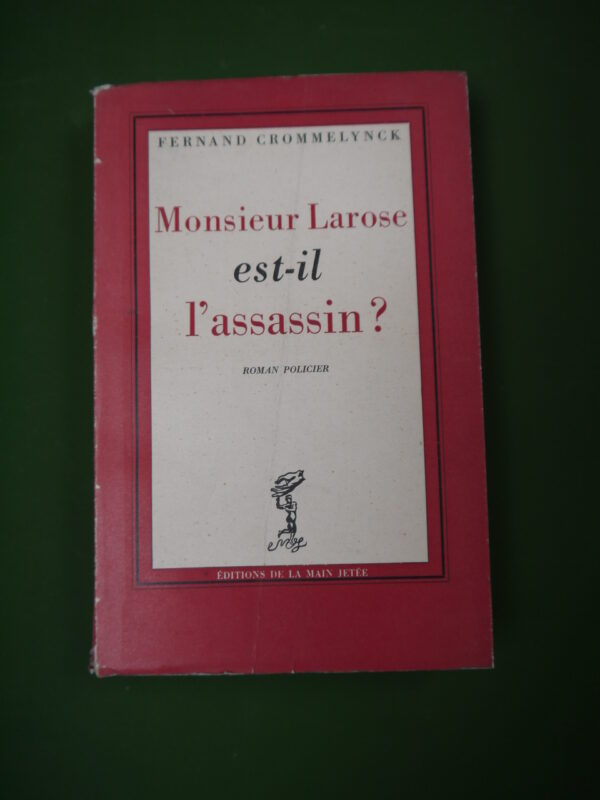 FERNAND CROMMELYNCK
Monsieur Larose
est-il
l'assassin ?
ROMAN POLICIER
ÉDITIONS DE LA MAIN JETÉE